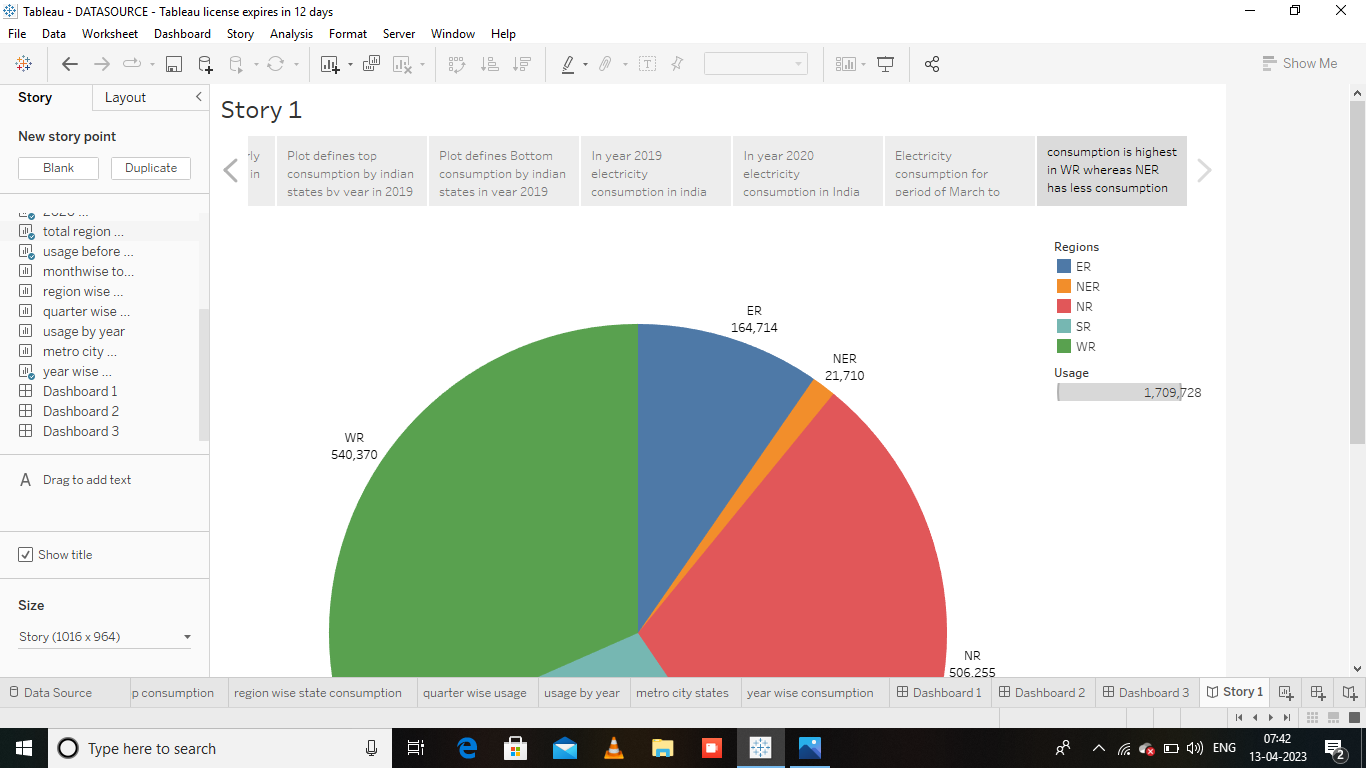 Tableau - DATASOURCE - Tableau license expires in 12 days
File Data Worksheet Dashboard Story Analysis Format Server Window Help
Show Me
Story Layout
New story point
Blank Duplicate
total region ...
usage before ...
monthwise to...
region wise ...
quarter wise ...
usage by year
metro city ...
year wise ...
Dashboard 1
Dashboard 2
Dashboard 3
A Drag to add text
Show title
Size
Story (1016 x 964)
Story 1
Plot defines top
consumption by indian
states by year in 2019
Plot defines Bottom
consumption by indian
states in year 2019
In year 2019
electricity
consumption in india
In year 2020
electricity
consumption in India
Electricity
consumption for
period of March to
consumption is highest
in WR whereas NER
has less consumption
ER
164,714
NER
21,710
WR
540,370
NR
506,255
Regions
ER
NER
NR
SR
WR
Usage
1,709,728
Data Source p consumption region wise state consumption quarter wise usage usage by year metro city states year wise consumption Dashboard 1 Dashboard 2 Dashboard 3 Story 1
Type here to search
ENG
07:42
13-04-2023
2